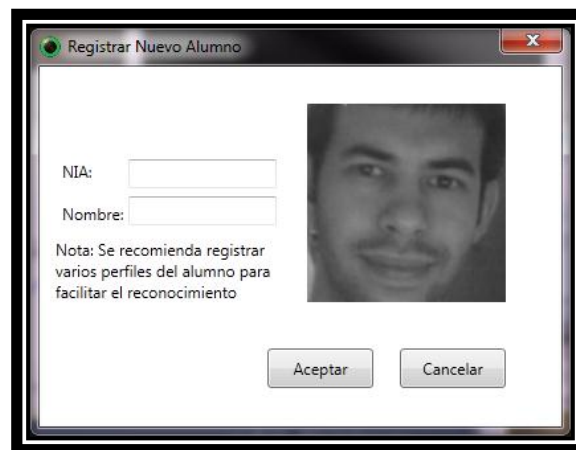 Registrar Nuevo Alumno
NIA:
Nombre:
Nota: Se recomienda registrar
varios perfiles del alumno para
facilitar el reconocimiento
Aceptar
Cancelar